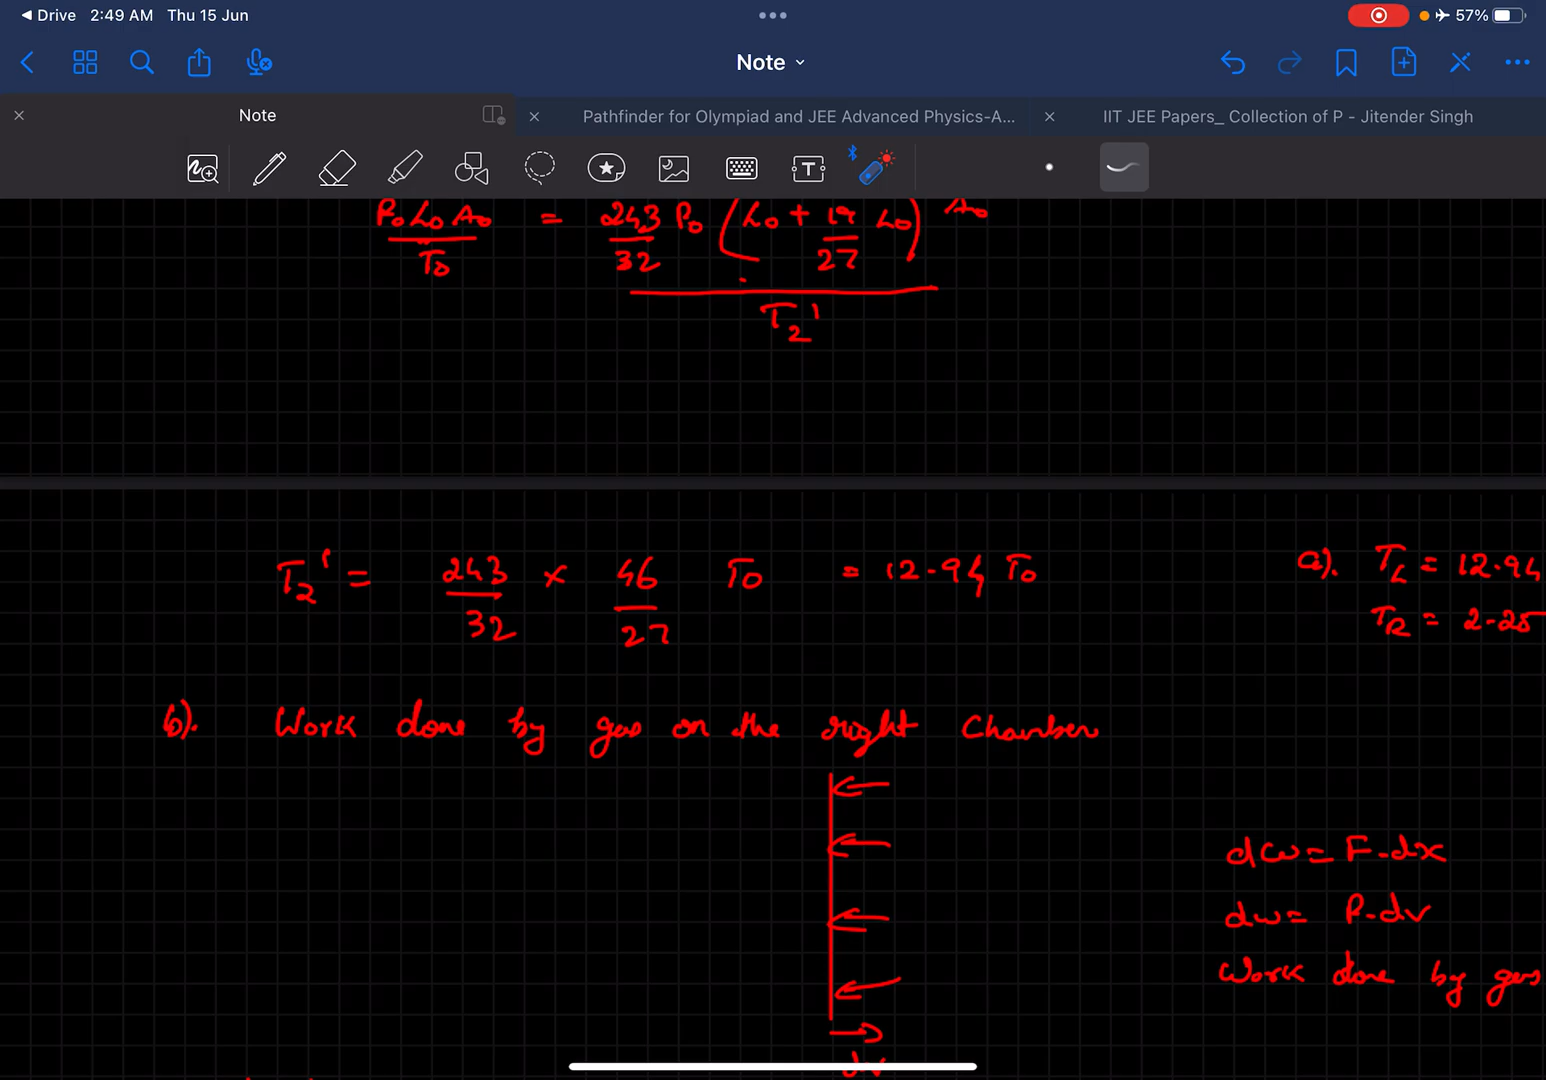 Drive 2:49 AM Thu 15 Jun 57%
Note
Note
Pathfinder for Olympiad and JEE Advanced Physics-A...
IIT JEE Papers_ Collection of P - Jitender Singh
P₀L₀A₀ / T₀ = 243/32 P₀ (L₀ + 19/27 L₀) A₀ / T₂'
T₂' = 243/32 × 46/27 T₀ = 12.94 T₀
a). T_L = 12.94
T_R = 2.25
b). Work done by gas on the right Chamber
dw = F.dx
dw = P.dv
Work done by gas
dx